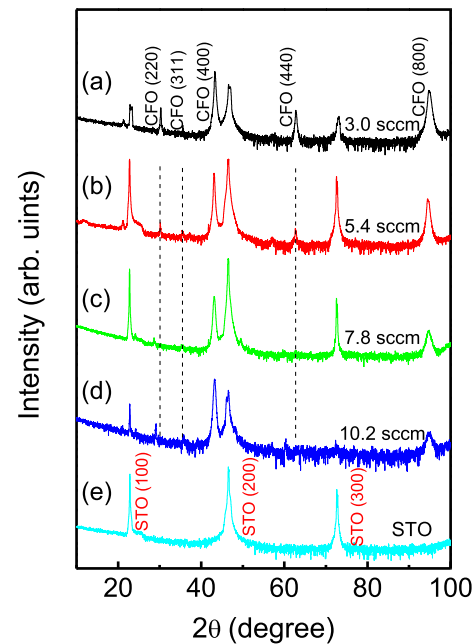 (a)
CFO (220)
CFO (311)
CFO (400)
CFO (440)
CFO (800)
3.0 sccm
(b)
5.4 sccm
(c)
7.8 sccm
(d)
10.2 sccm
(e)
STO (100)
STO (200)
STO (300)
STO
20 40 60 80 100
2θ (degree)
Intensity (arb. uints)